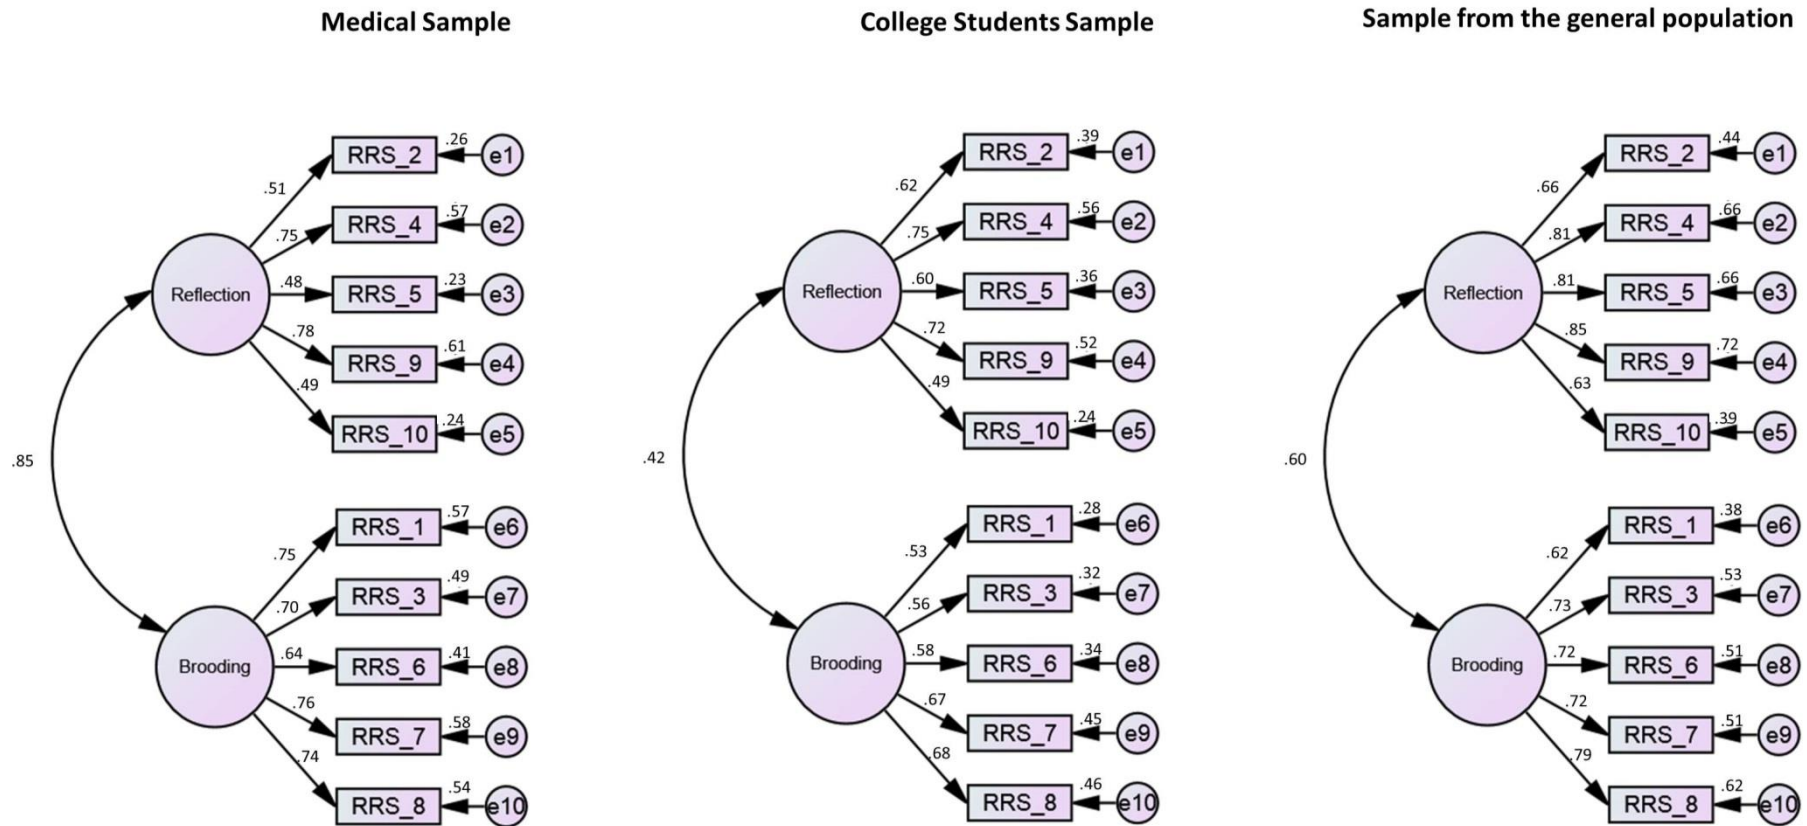 Medical Sample
.26
RRS_2
e1
.51
.57
RRS_4
e2
.75
Reflection
.48
.23
RRS_5
e3
.78
.61
RRS_9
e4
.49
.24
RRS_10
e5
.85
.57
RRS_1
e6
.75
.49
RRS_3
e7
.70
Brooding
.64
.41
RRS_6
e8
.76
.58
RRS_7
e9
.74
.54
RRS_8
e10
College Students Sample
.39
RRS_2
e1
.62
.56
RRS_4
e2
.75
Reflection
.60
.36
RRS_5
e3
.72
.52
RRS_9
e4
.49
.24
RRS_10
e5
.42
.28
RRS_1
e6
.53
.32
RRS_3
e7
.56
Brooding
.58
.34
RRS_6
e8
.67
.45
RRS_7
e9
.68
.46
RRS_8
e10
Sample from the general population
.44
RRS_2
e1
.66
.66
RRS_4
e2
.81
Reflection
.81
.66
RRS_5
e3
.85
.72
RRS_9
e4
.63
.39
RRS_10
e5
.60
.38
RRS_1
e6
.62
.53
RRS_3
e7
.73
Brooding
.72
.51
RRS_6
e8
.72
.51
RRS_7
e9
.79
.62
RRS_8
e10